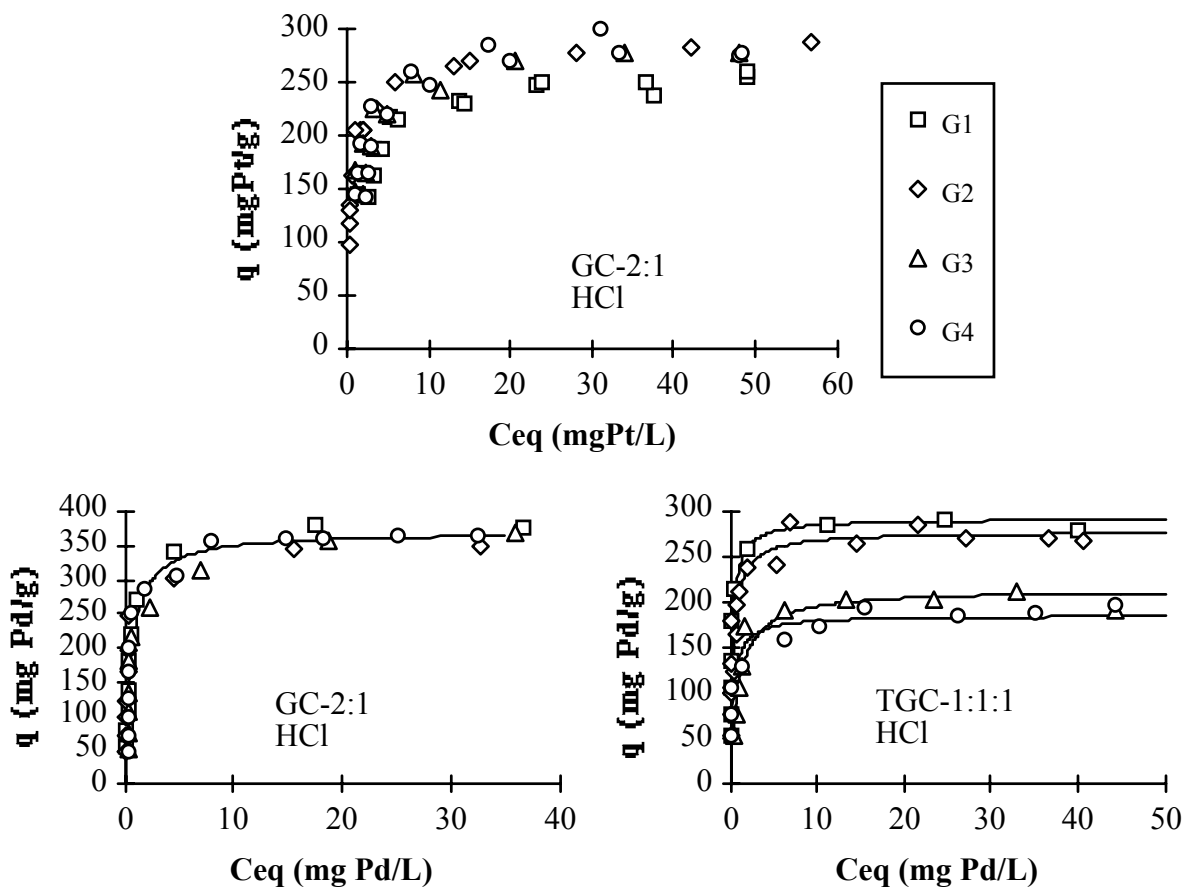 300
250
200
150
100
50
0
q (mgPt/g)
GC-2:1
HCl
0 10 20 30 40 50 60
Ceq (mgPt/L)
G1
G2
G3
G4
400
350
300
250
200
150
100
50
0
q (mg Pd/g)
GC-2:1
HCl
0 10 20 30 40
Ceq (mg Pd/L)
300
250
200
150
100
50
0
q (mg Pd/g)
TGC-1:1:1
HCl
0 10 20 30 40 50
Ceq (mg Pd/L)